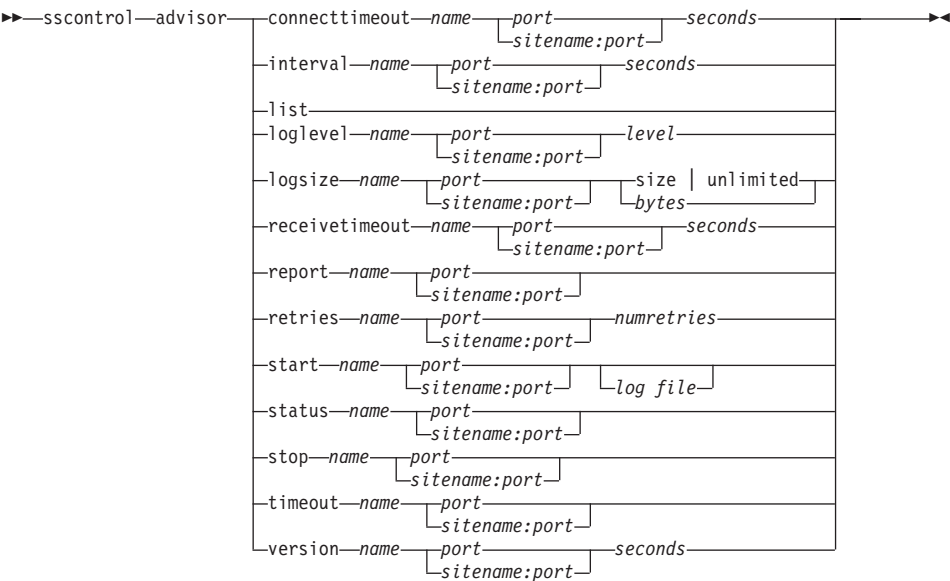 sscontrol advisor connecttimeout name port seconds
sitename:port
interval name port seconds
sitename:port
list
loglevel name port level
sitename:port
logsize name port size | unlimited
sitename:port bytes
receivetimeout name port seconds
sitename:port
report name port
sitename:port
retries name port numretries
sitename:port
start name port
sitename:port log file
status name port
sitename:port
stop name port
sitename:port
timeout name port
sitename:port
version name port seconds
sitename:port